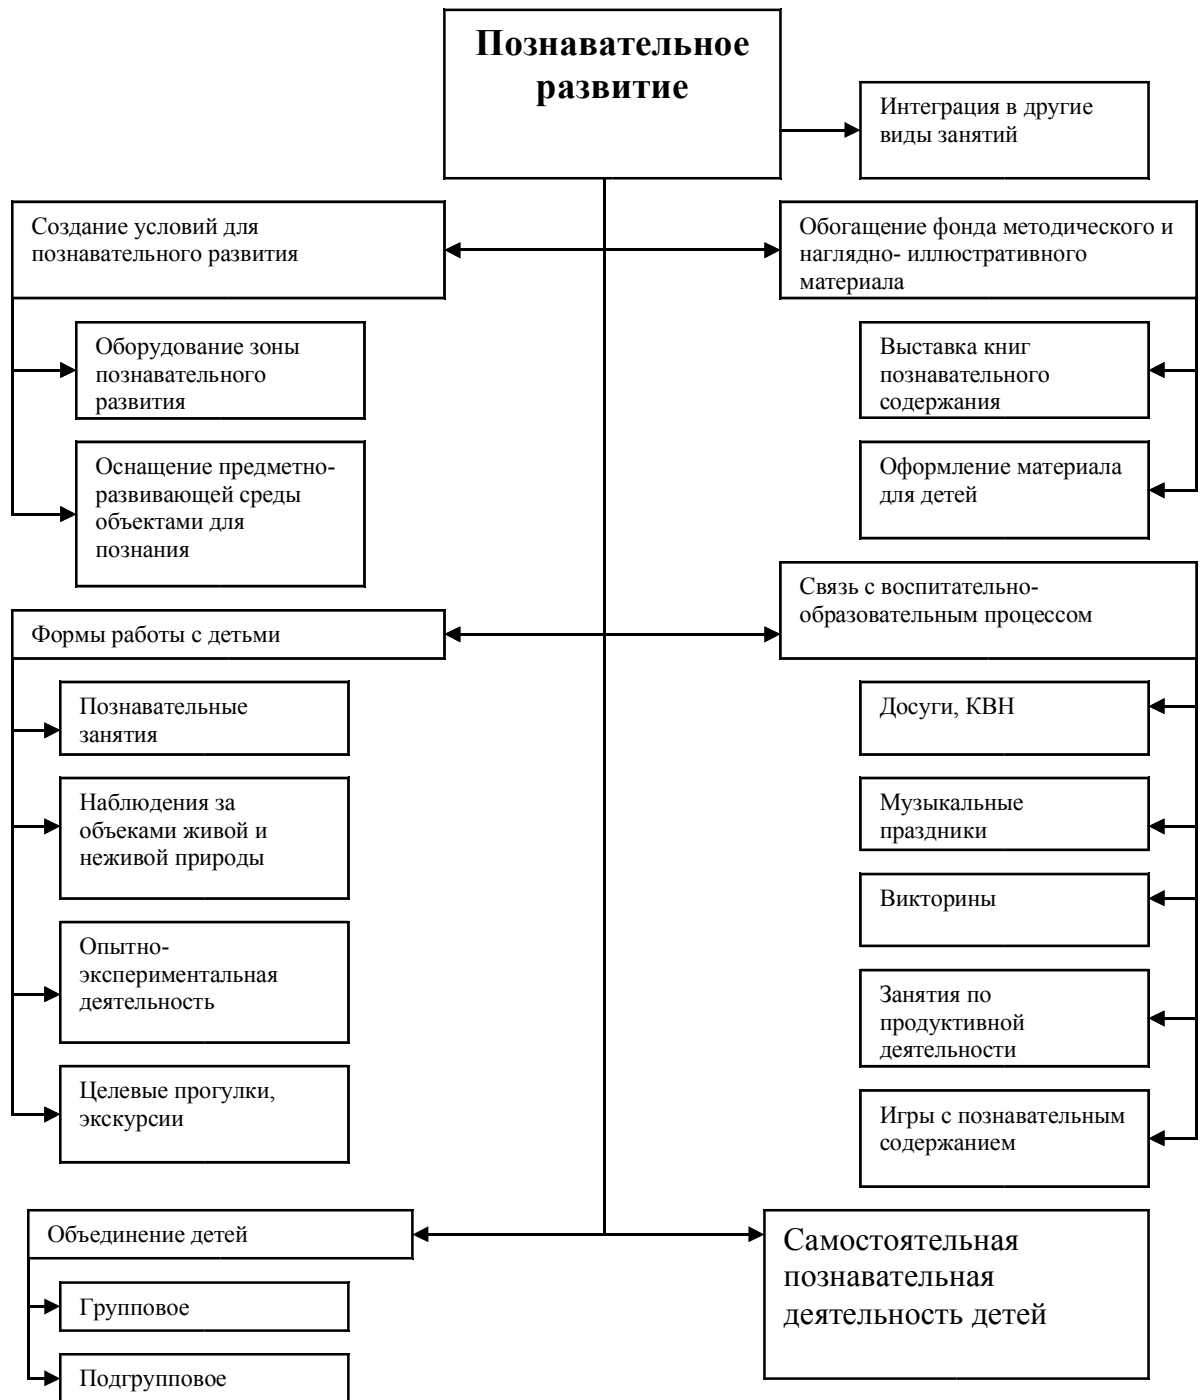 Познавательное
развитие
Интеграция в другие
виды занятий
Создание условий для
познавательного развития
Обогащение фонда методического и
наглядно- иллюстративного
материала
Оборудование зоны
познавательного
развития
Выставка книг
познавательного
содержания
Оснащение предметно-
развивающей среды
объектами для
познания
Оформление материала
для детей
Формы работы с детьми
Связь с воспитательно-
образовательным процессом
Познавательные
занятия
Досуги, КВН
Наблюдения за
объеками живой и
неживой природы
Музыкальные
праздники
Викторины
Опытно-
экспериментальная
деятельность
Занятия по
продуктивной
деятельности
Целевые прогулки,
экскурсии
Игры с познавательным
содержанием
Объединение детей
Самостоятельная
познавательная
деятельность детей
Групповое
Подгрупповое